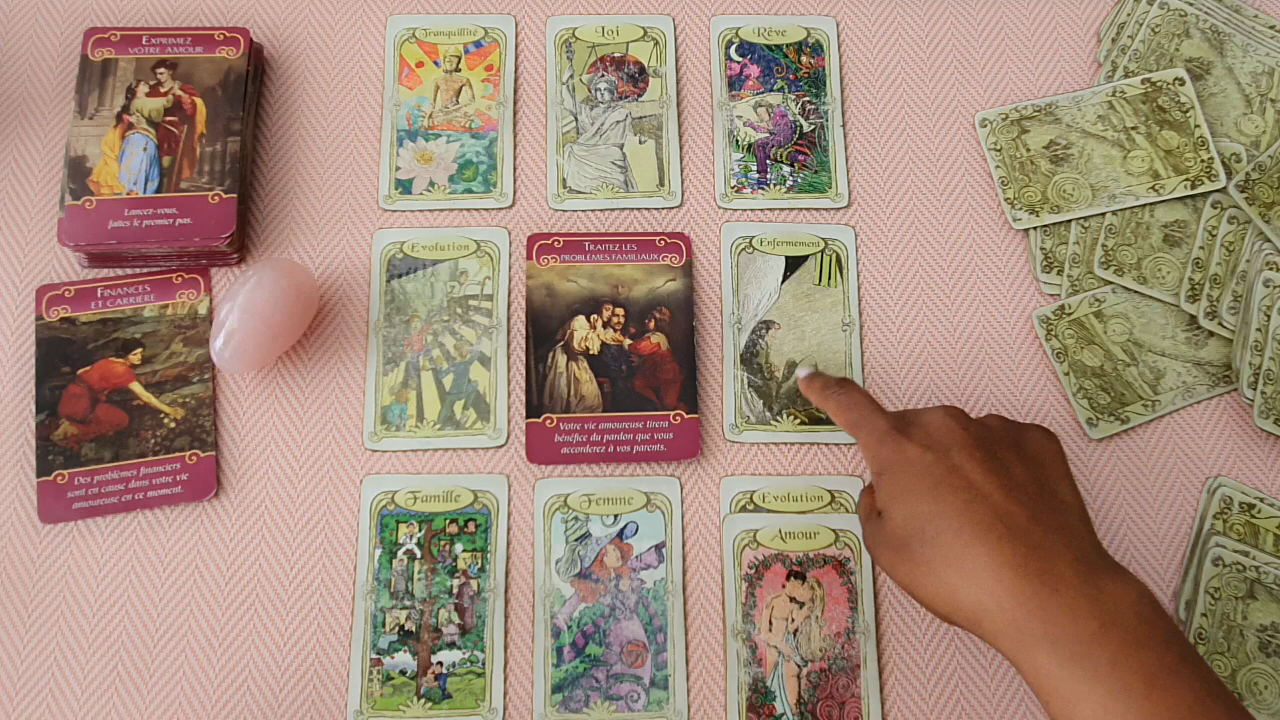 EXPRIMEZ
VOTRE AMOUR
Lancez-vous,
faites le premier pas.
FINANCES
ET CARRIÈRE
Des problèmes financiers
sont en cause dans votre vie
amoureuse en ce moment.
Tranquillité
Loi
Rêve
Evolution
TRAITEZ LES
PROBLÈMES FAMILIAUX
Votre vie amoureuse tirera
bénéfice du pardon que vous
accorderez à vos parents.
Enfermement
Famille
Femme
Evolution
Amour